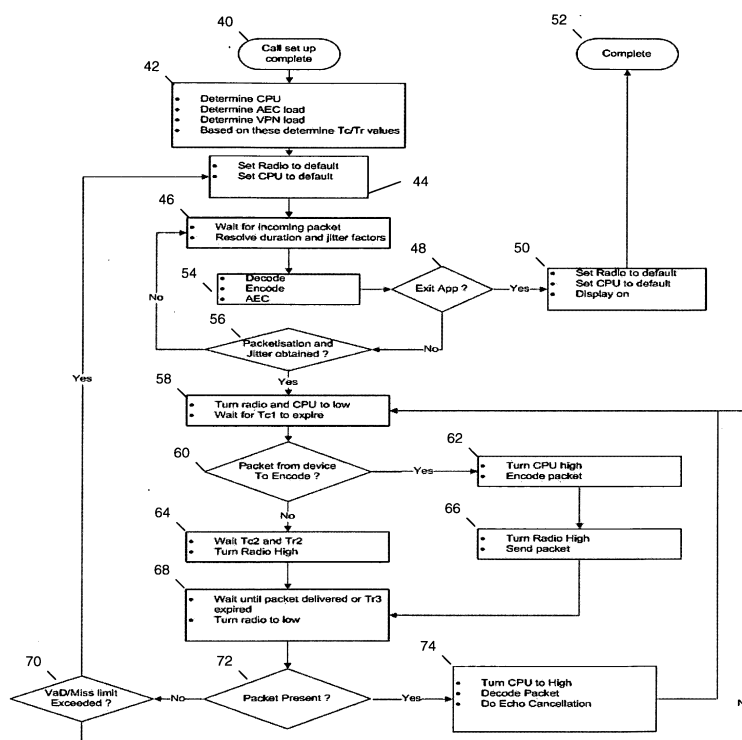 40
Call set up
complete
52
Complete
42
• Determine CPU
• Determine AEC load
• Determine VPN load
• Based on these determine Tc/Tr values
• Set Radio to default
• Set CPU to default
44
46
• Wait for incoming packet
• Resolve duration and jitter factors
48
Exit App ?
Yes
50
• Set Radio to default
• Set CPU to default
• Display on
54
• Decode
• Encode
• AEC
No
56
Packetisation and
Jitter obtained ?
No
Yes
Yes
58
• Turn radio and CPU to low
• Wait for Tc1 to expire
60
Packet from device
To Encode ?
Yes
62
• Turn CPU high
• Encode packet
No
64
• Wait Tc2 and Tr2
• Turn Radio High
66
• Turn Radio High
• Send packet
68
• Wait until packet delivered or Tr3
expired
• Turn radio to low
70
VaD/Miss limit
Exceeded ?
No
72
Packet Present ?
Yes
74
• Turn CPU to High
• Decode Packet
• Do Echo Cancellation